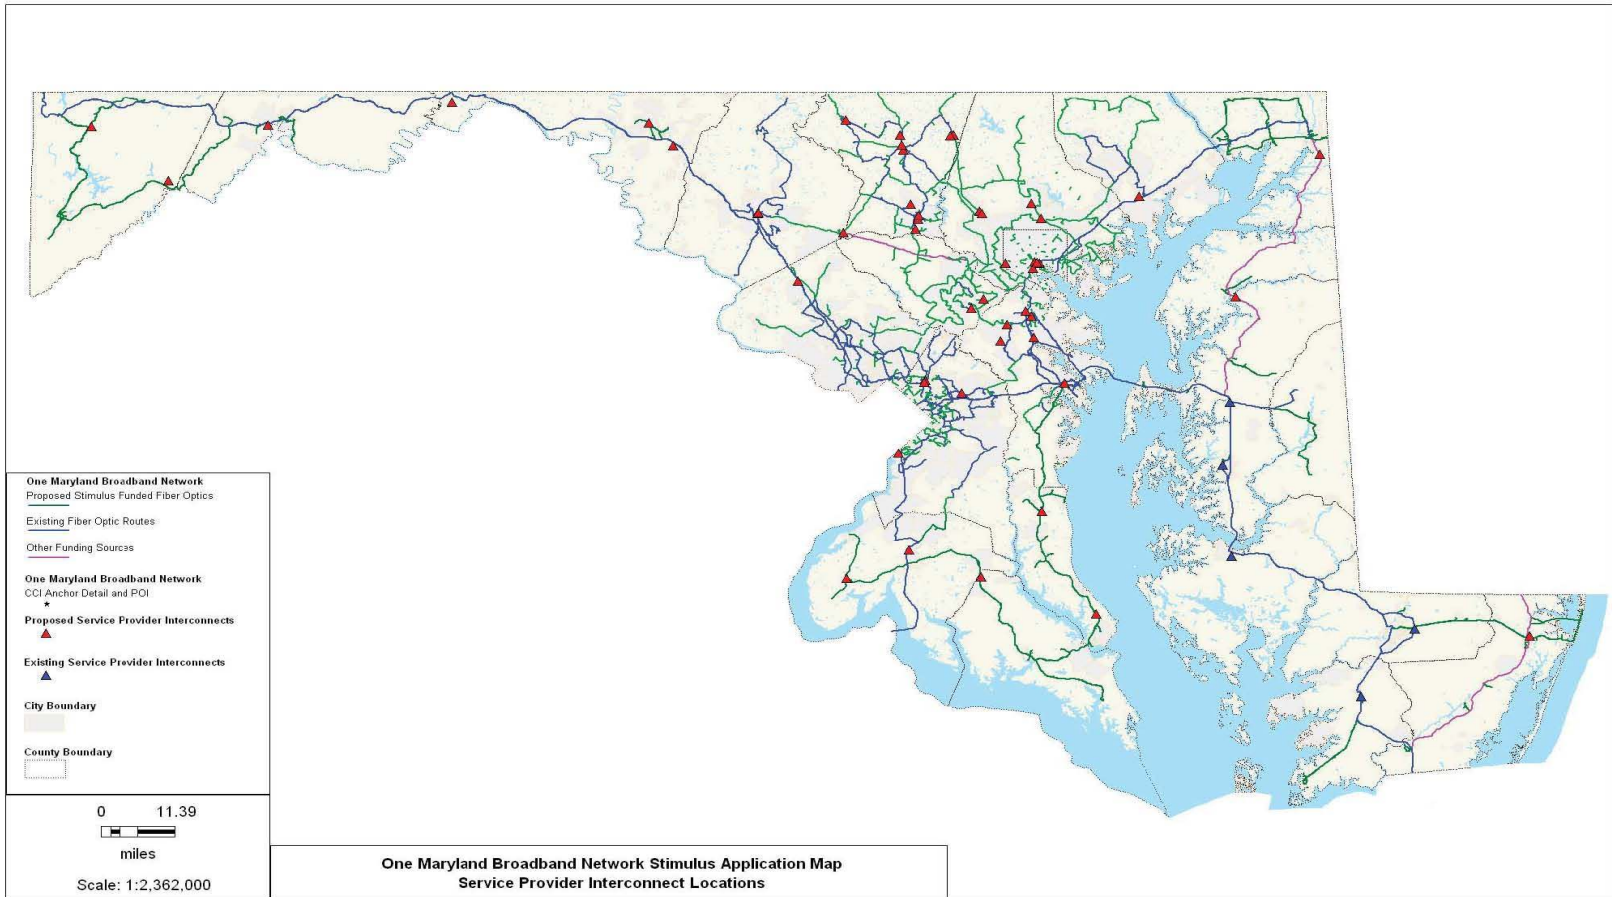 One Maryland Broadband Network
Proposed Stimulus Funded Fiber Optics
Existing Fiber Optic Routes
Other Funding Sources
One Maryland Broadband Network
CCI Anchor Detail and POI
Proposed Service Provider Interconnects
Existing Service Provider Interconnects
City Boundary
County Boundary
0 11.39
miles
Scale: 1:2,362,000
One Maryland Broadband Network Stimulus Application Map
Service Provider Interconnect Locations